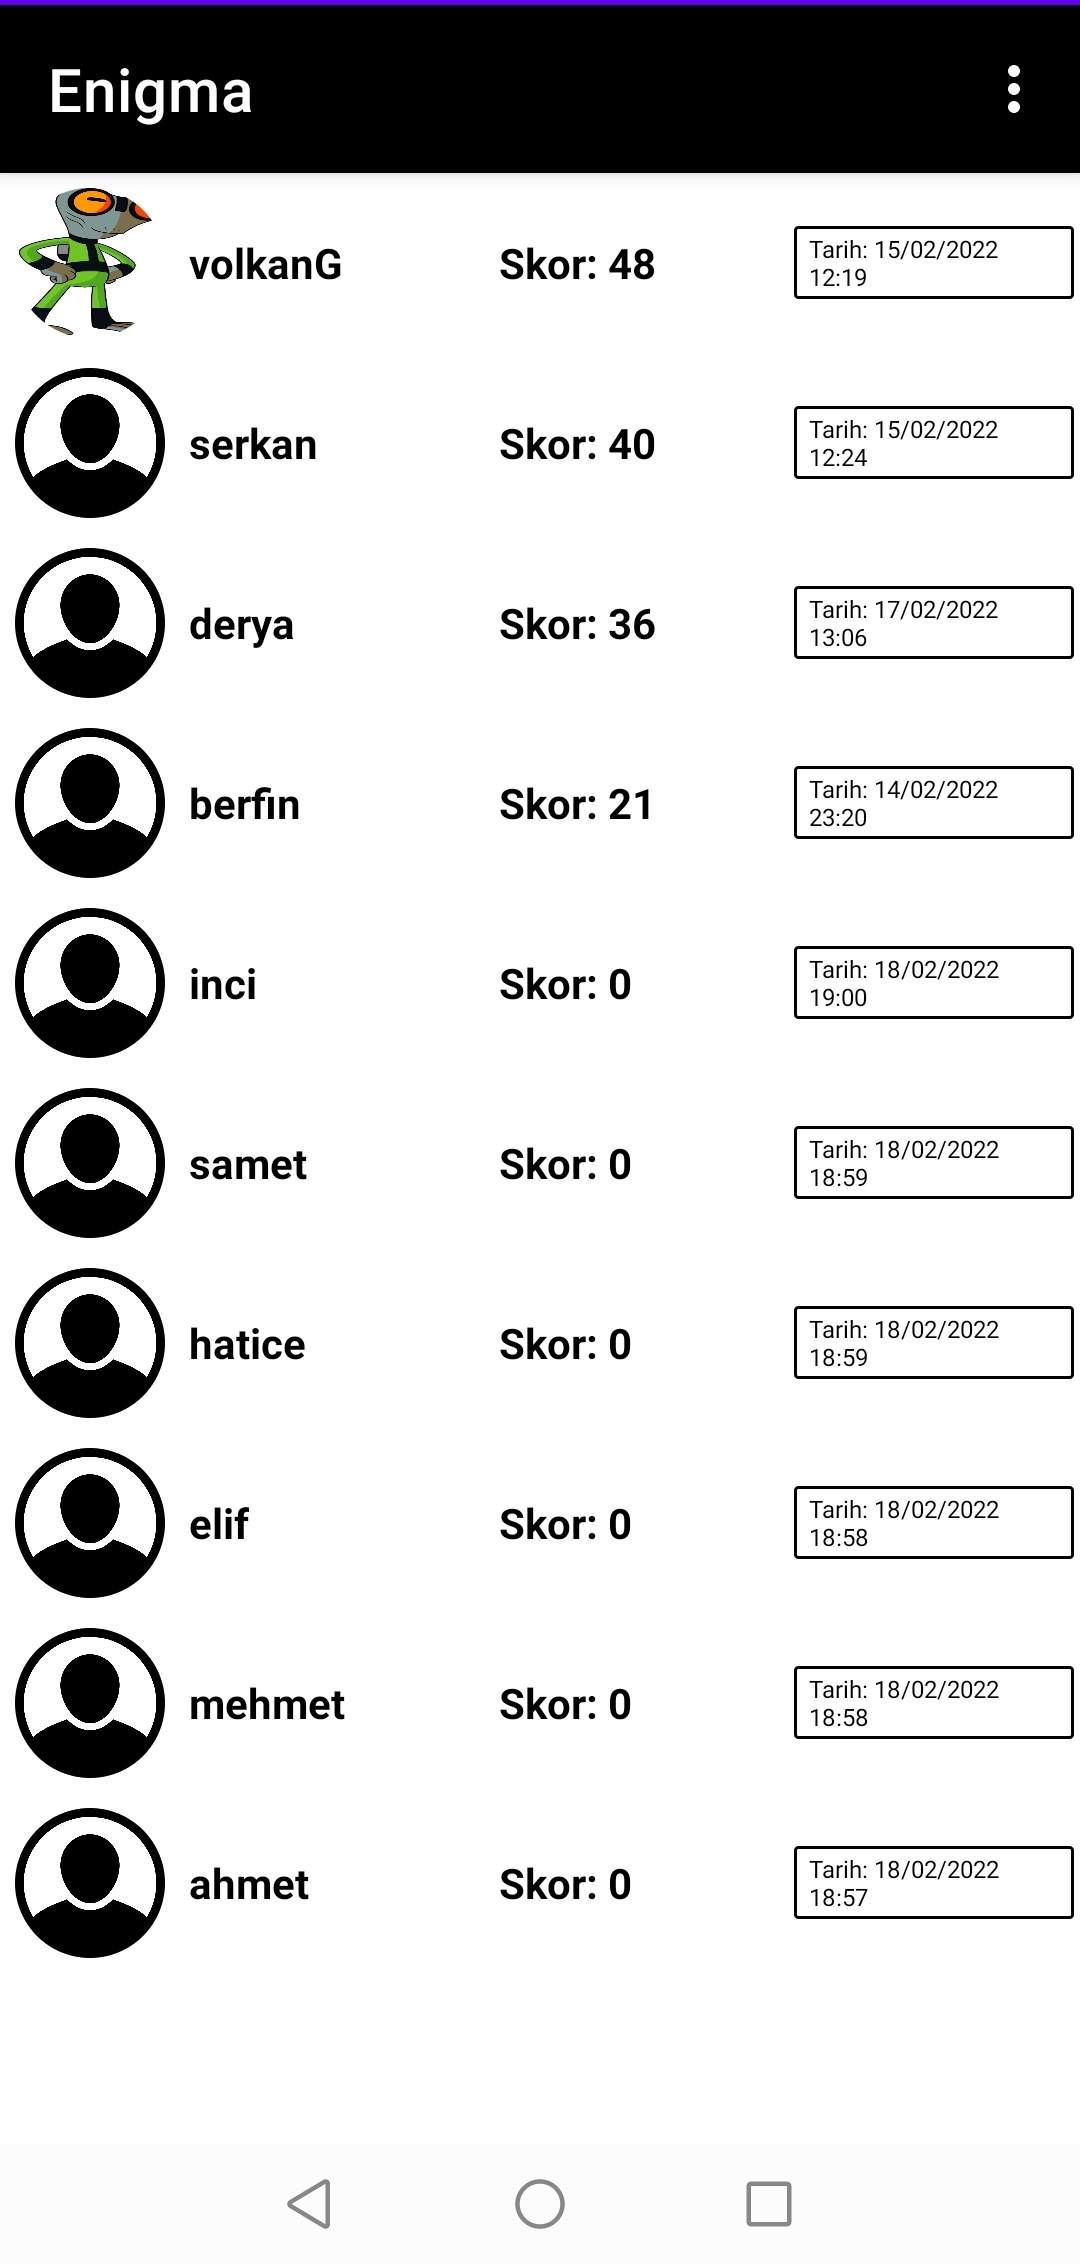 Enigma
volkanG Skor: 48 Tarih: 15/02/2022
12:19
serkan Skor: 40 Tarih: 15/02/2022
12:24
derya Skor: 36 Tarih: 17/02/2022
13:06
berfin Skor: 21 Tarih: 14/02/2022
23:20
inci Skor: 0 Tarih: 18/02/2022
19:00
samet Skor: 0 Tarih: 18/02/2022
18:59
hatice Skor: 0 Tarih: 18/02/2022
18:59
elif Skor: 0 Tarih: 18/02/2022
18:58
mehmet Skor: 0 Tarih: 18/02/2022
18:58
ahmet Skor: 0 Tarih: 18/02/2022
18:57